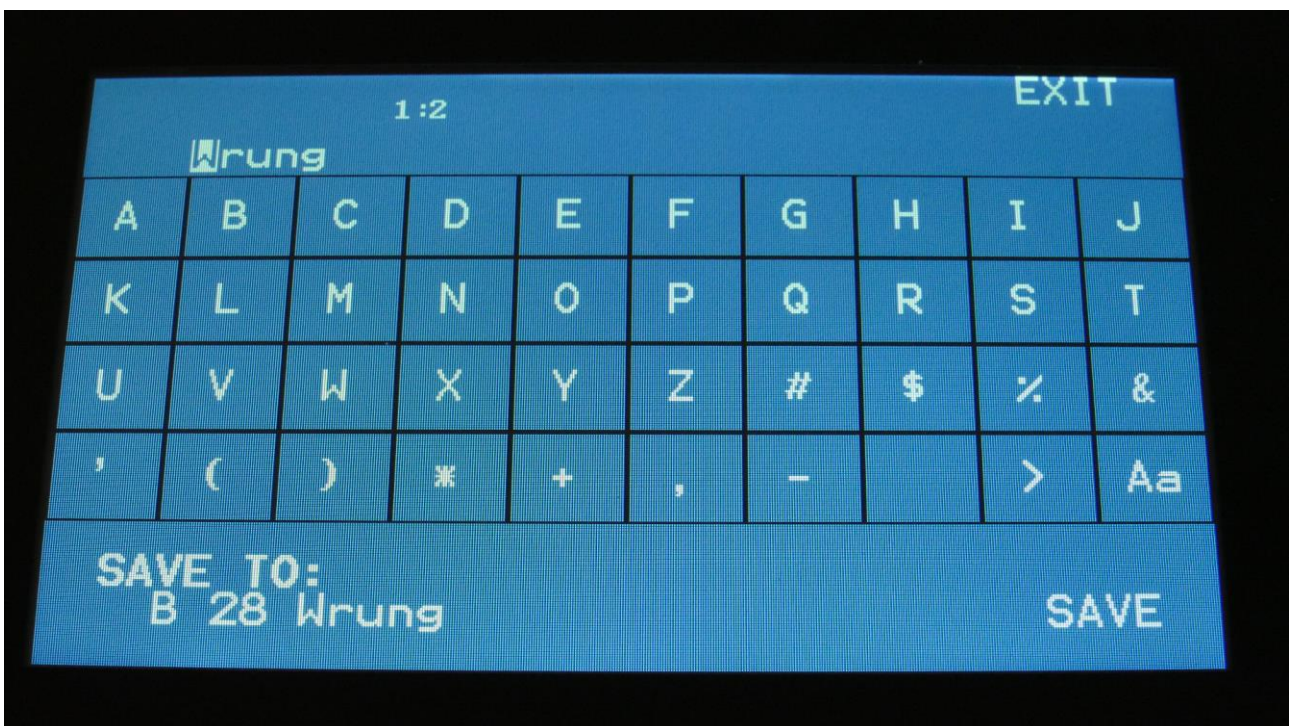 EXIT
1:2
Wrung
A B C D E F G H I J
K L M N O P Q R S T
U V W X Y Z # $ % &
' ( ) * + , - > Aa
SAVE TO:
B 28 Wrung
SAVE